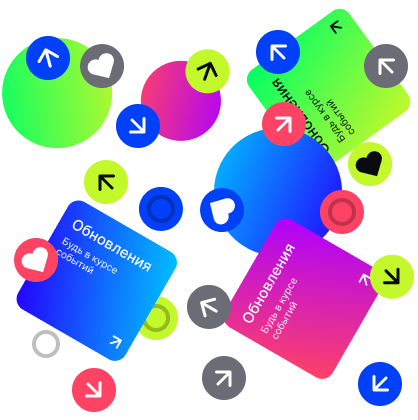 Обновления
Будь в курсе
событий
Обновления
Будь в курсе
событий
Обновления
Будь в курсе
событий